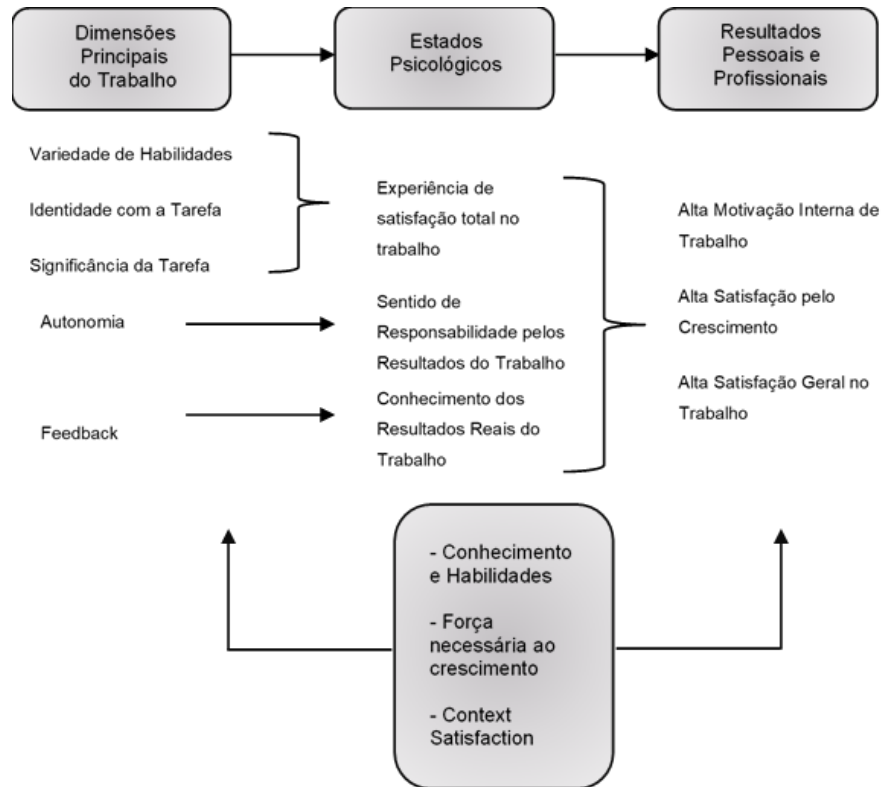 Dimensões
Principais
do Trabalho
Estados
Psicológicos
Resultados
Pessoais e
Profissionais
Variedade de Habilidades
Identidade com a Tarefa
Significância da Tarefa
Autonomia
Feedback
Experiência de
satisfação total no
trabalho
Sentido de
Responsabilidade pelos
Resultados do Trabalho
Conhecimento dos
Resultados Reais do
Trabalho
Alta Motivação Interna de
Trabalho
Alta Satisfação pelo
Crescimento
Alta Satisfação Geral no
Trabalho
- Conhecimento
e Habilidades
- Força
necessária ao
crescimento
- Context
Satisfaction